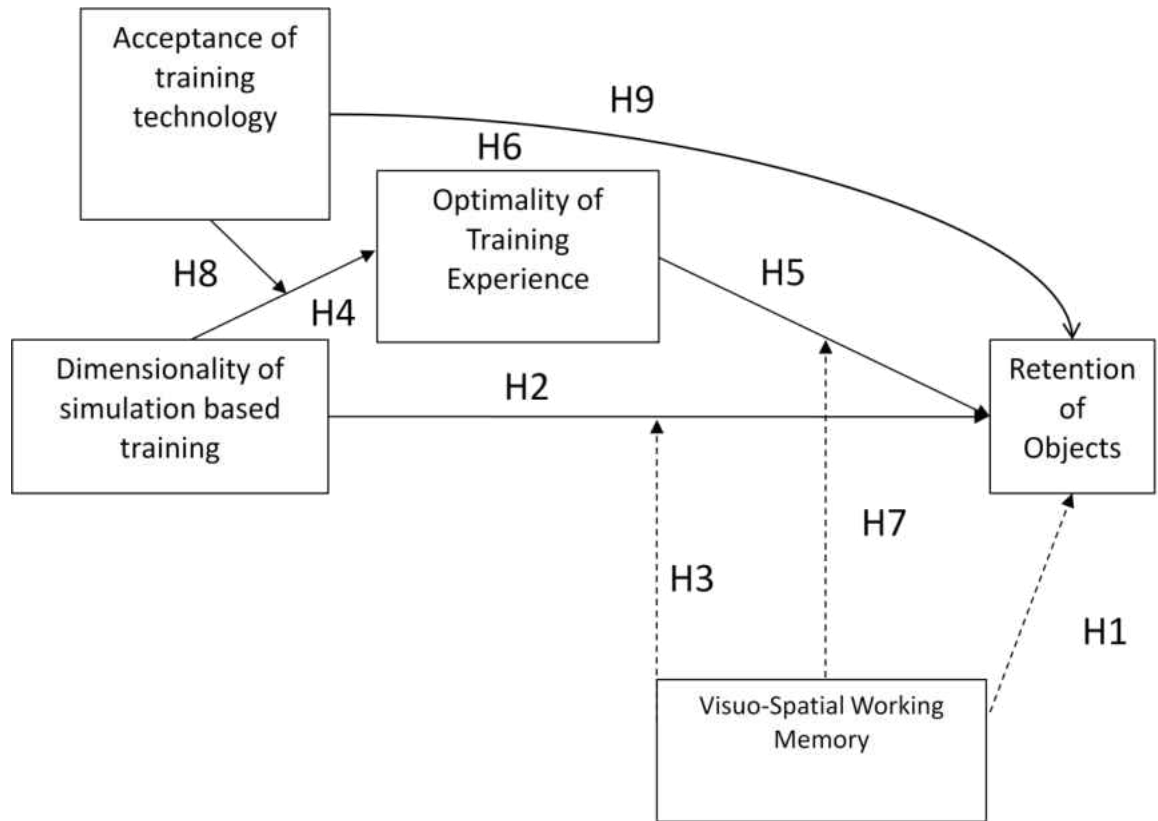 Acceptance of
training
technology
H9
H6
Optimality of
Training
Experience
H8
H4
H5
Dimensionality of
simulation based
training
H2
Retention
of
Objects
H3
H7
H1
Visuo-Spatial Working
Memory